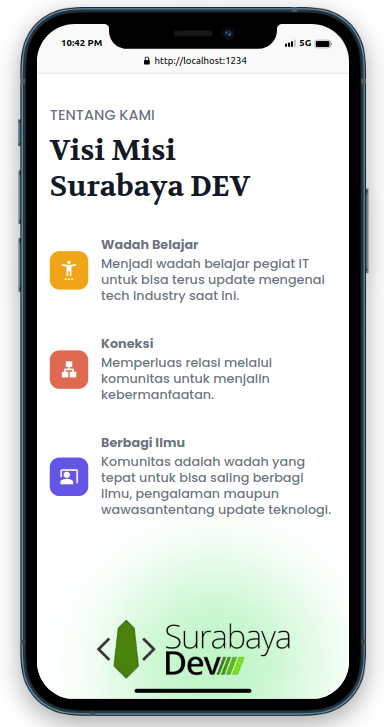 10:42 PM 5G
http://localhost:1234
TENTANG KAMI
Visi Misi
Surabaya DEV
Wadah Belajar
Menjadi wadah belajar pegiat IT
untuk bisa terus update mengenai
tech industry saat ini.
Koneksi
Memperluas relasi melalui
komunitas untuk menjalin
kebermanfaatan.
Berbagi Ilmu
Komunitas adalah wadah yang
tepat untuk bisa saling berbagi
ilmu, pengalaman maupun
wawasantentang update teknologi.
Surabaya
Dev